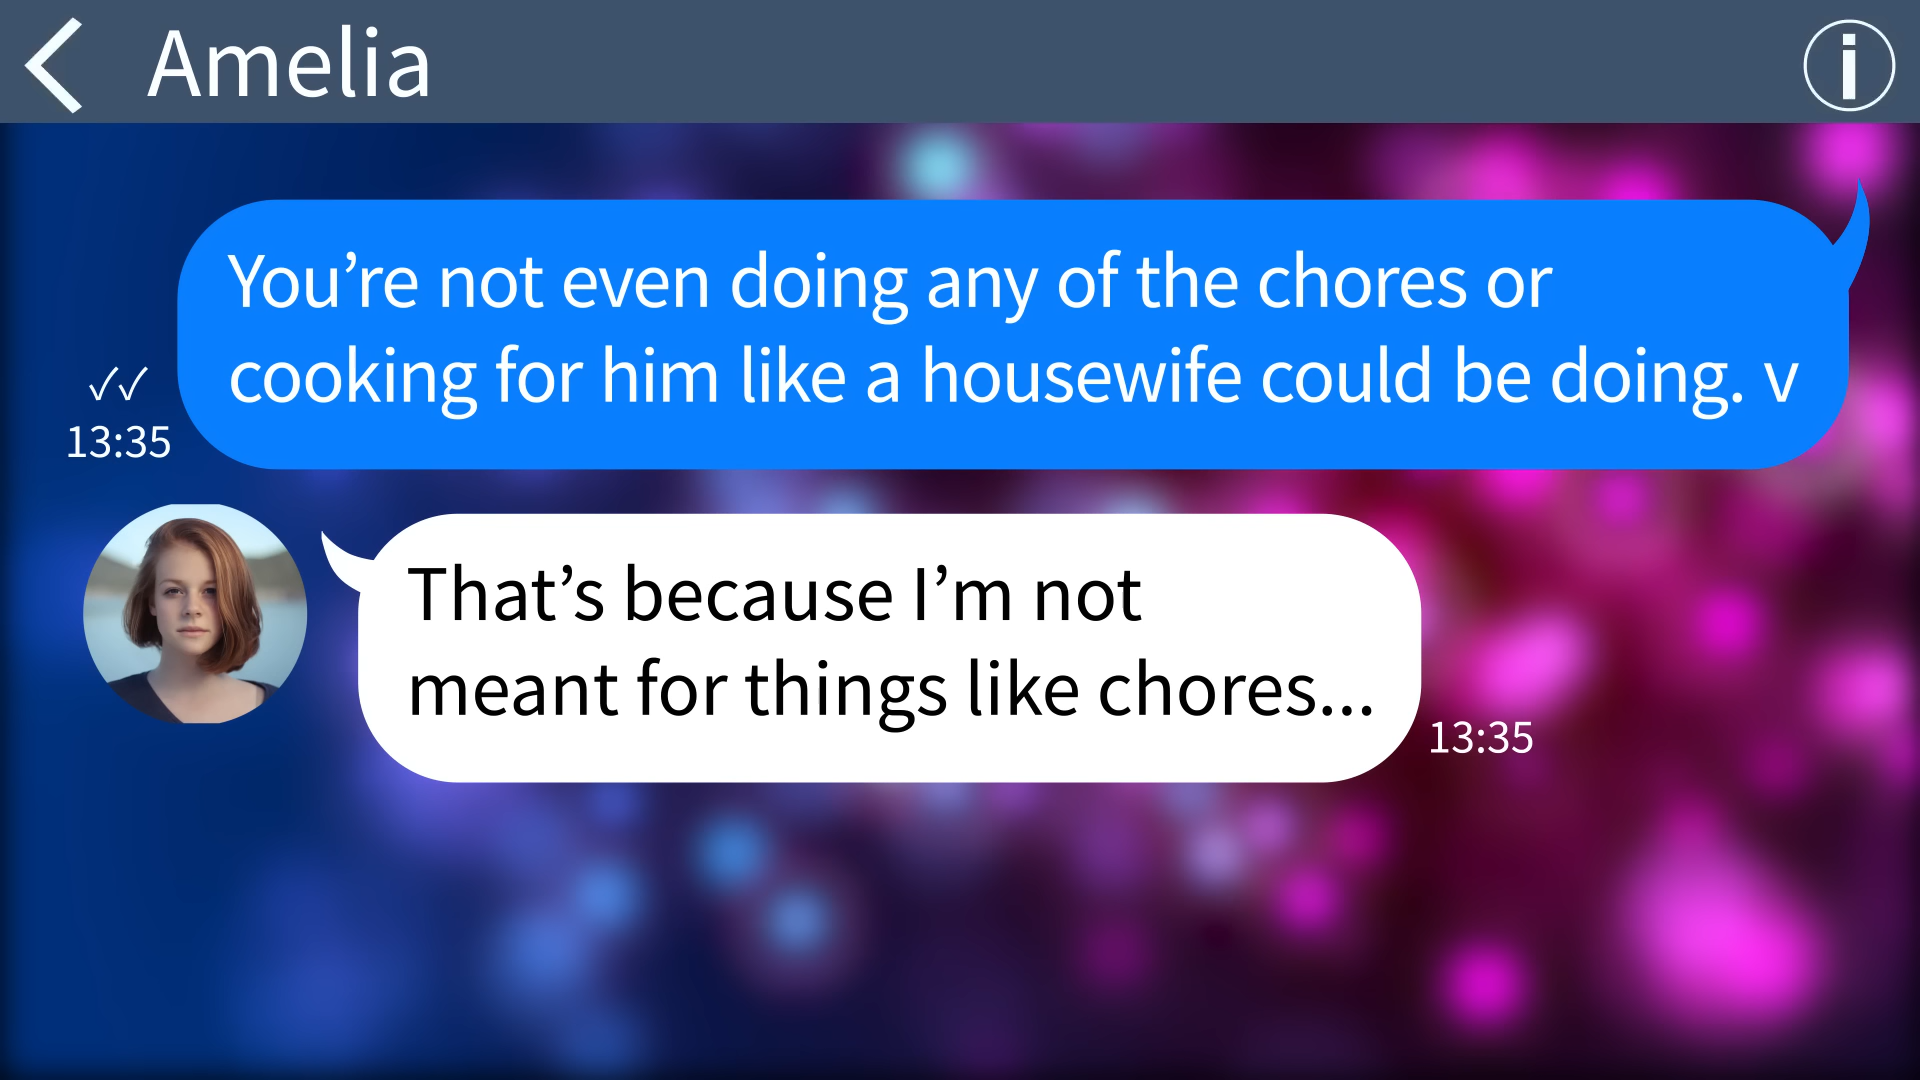 Amelia
You’re not even doing any of the chores or
cooking for him like a housewife could be doing. v
✓✓
13:35
That’s because I’m not
meant for things like chores...
13:35